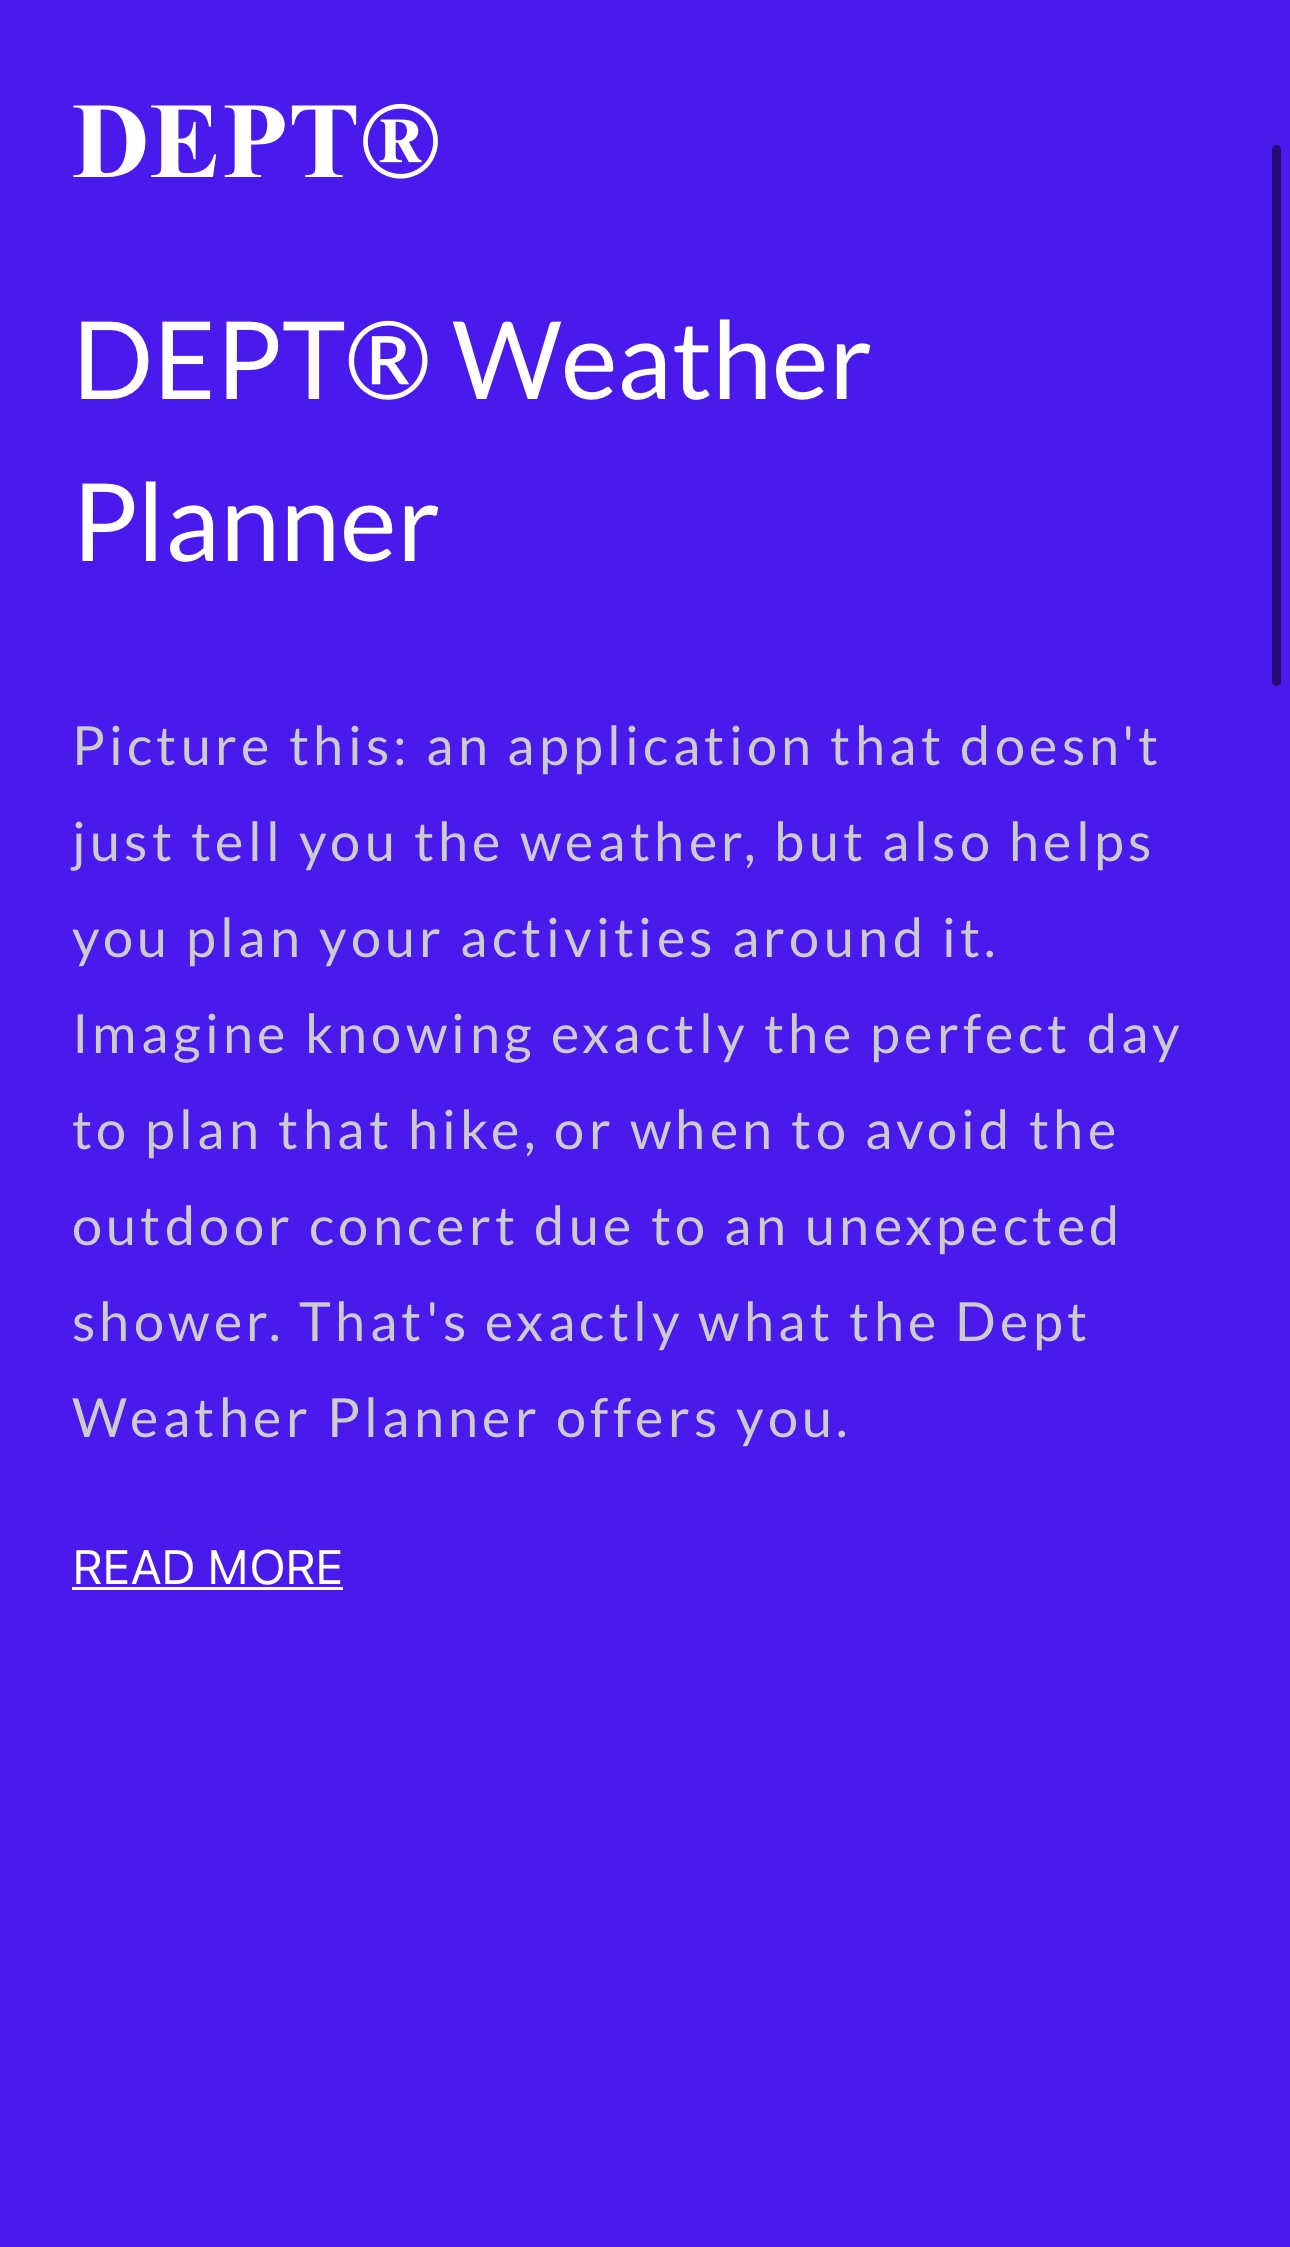 DEPT®
DEPT® Weather
Planner
Picture this: an application that doesn't
just tell you the weather, but also helps
you plan your activities around it.
Imagine knowing exactly the perfect day
to plan that hike, or when to avoid the
outdoor concert due to an unexpected
shower. That's exactly what the Dept
Weather Planner offers you.
READ MORE